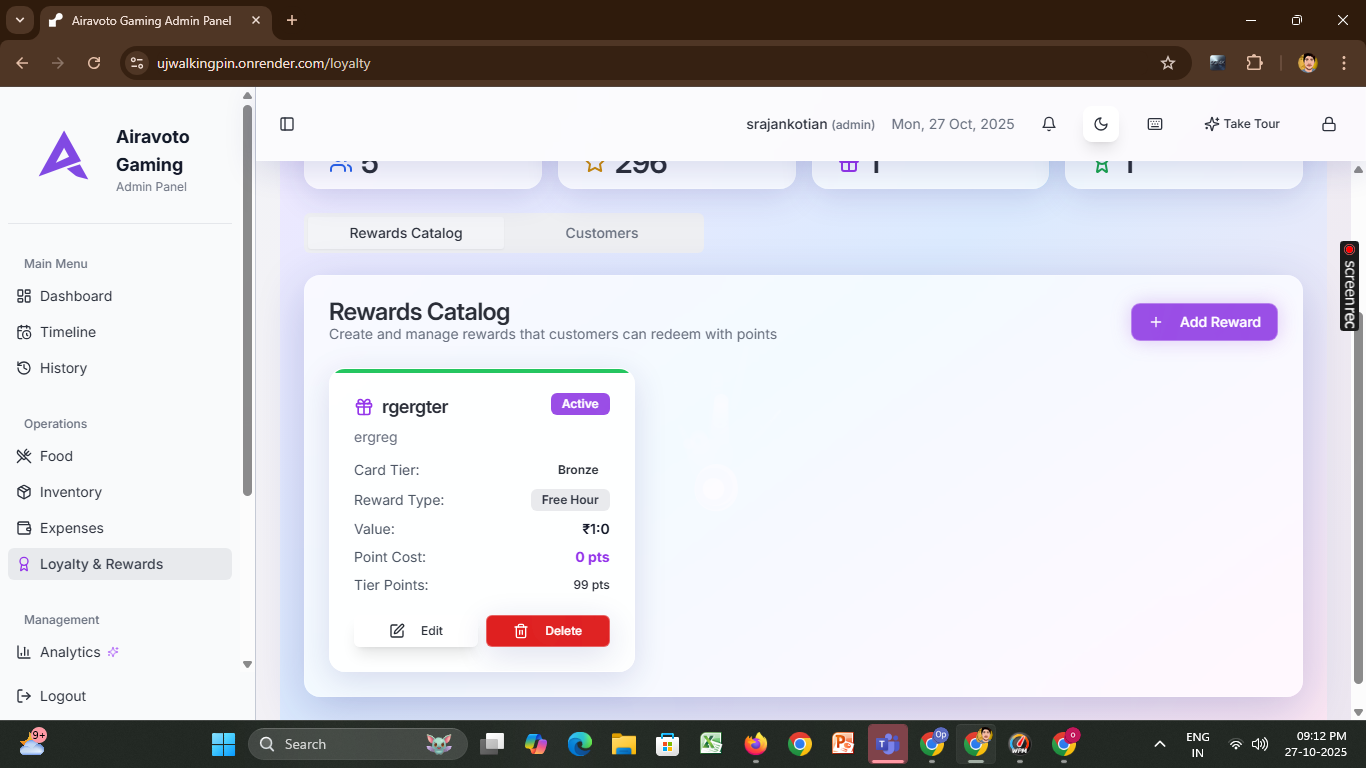 Airavoto Gaming Admin Panel
ujwalkingpin.onrender.com/loyalty
Airavoto
Gaming
Admin Panel
srajankotian (admin) Mon, 27 Oct, 2025 Take Tour
5 296 1 1
Main Menu
Dashboard
Timeline
History
Operations
Food
Inventory
Expenses
Loyalty & Rewards
Management
Analytics
Logout
Rewards Catalog Customers
Rewards Catalog
Create and manage rewards that customers can redeem with points
Add Reward
rgergter Active
ergreg
Card Tier: Bronze
Reward Type: Free Hour
Value: ₹1:0
Point Cost: 0 pts
Tier Points: 99 pts
Edit Delete
screenrec
9+
Search
Op
ENG
IN
09:12 PM
27-10-2025